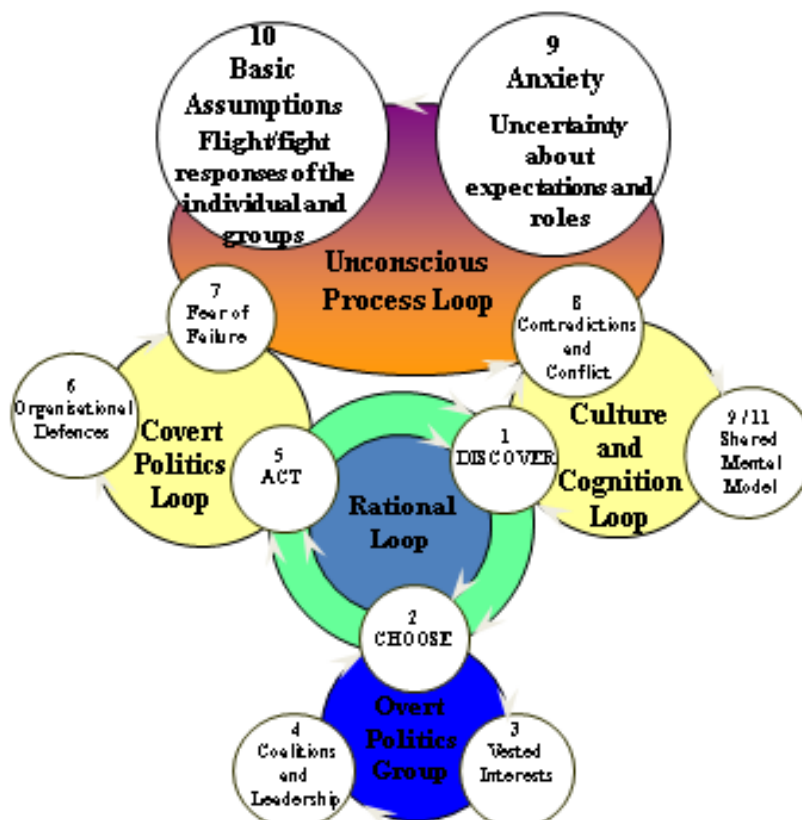 10
Basic
Assumptions
Flight/fight
responses of the
individual and
groups
9
Anxiety
Uncertainty
about
expectations and
roles
Unconscious
Process Loop
7
Fear of
Failure
8
Contradictions
and
Conflict
6
Organisational
Defences
Covert
Politics
Loop
5
ACT
1
DISCOVER
Culture
and
Cognition
Loop
9 / 11
Shared
Mental
Model
Rational
Loop
2
CHOOSE
Overt
Politics
Group
4
Coalitions
and
Leadership
3
Vested
Interests